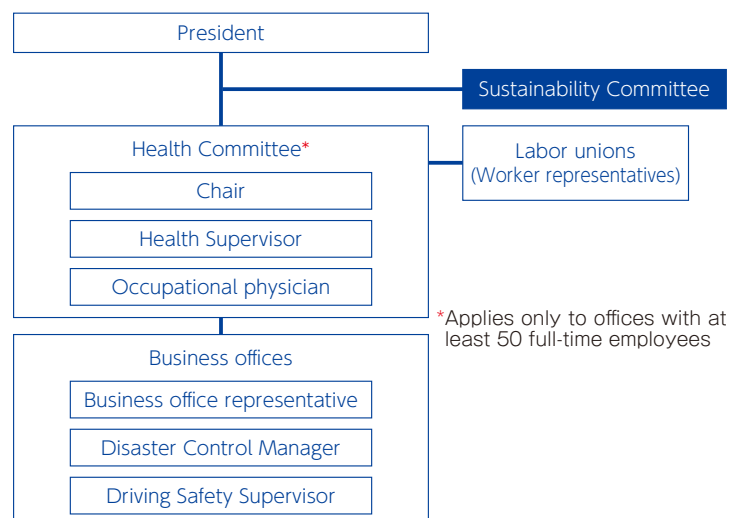 President
Sustainability Committee
Health Committee*
Labor unions
(Worker representatives)
Chair
Health Supervisor
Occupational physician
*Applies only to offices with at
least 50 full-time employees
Business offices
Business office representative
Disaster Control Manager
Driving Safety Supervisor